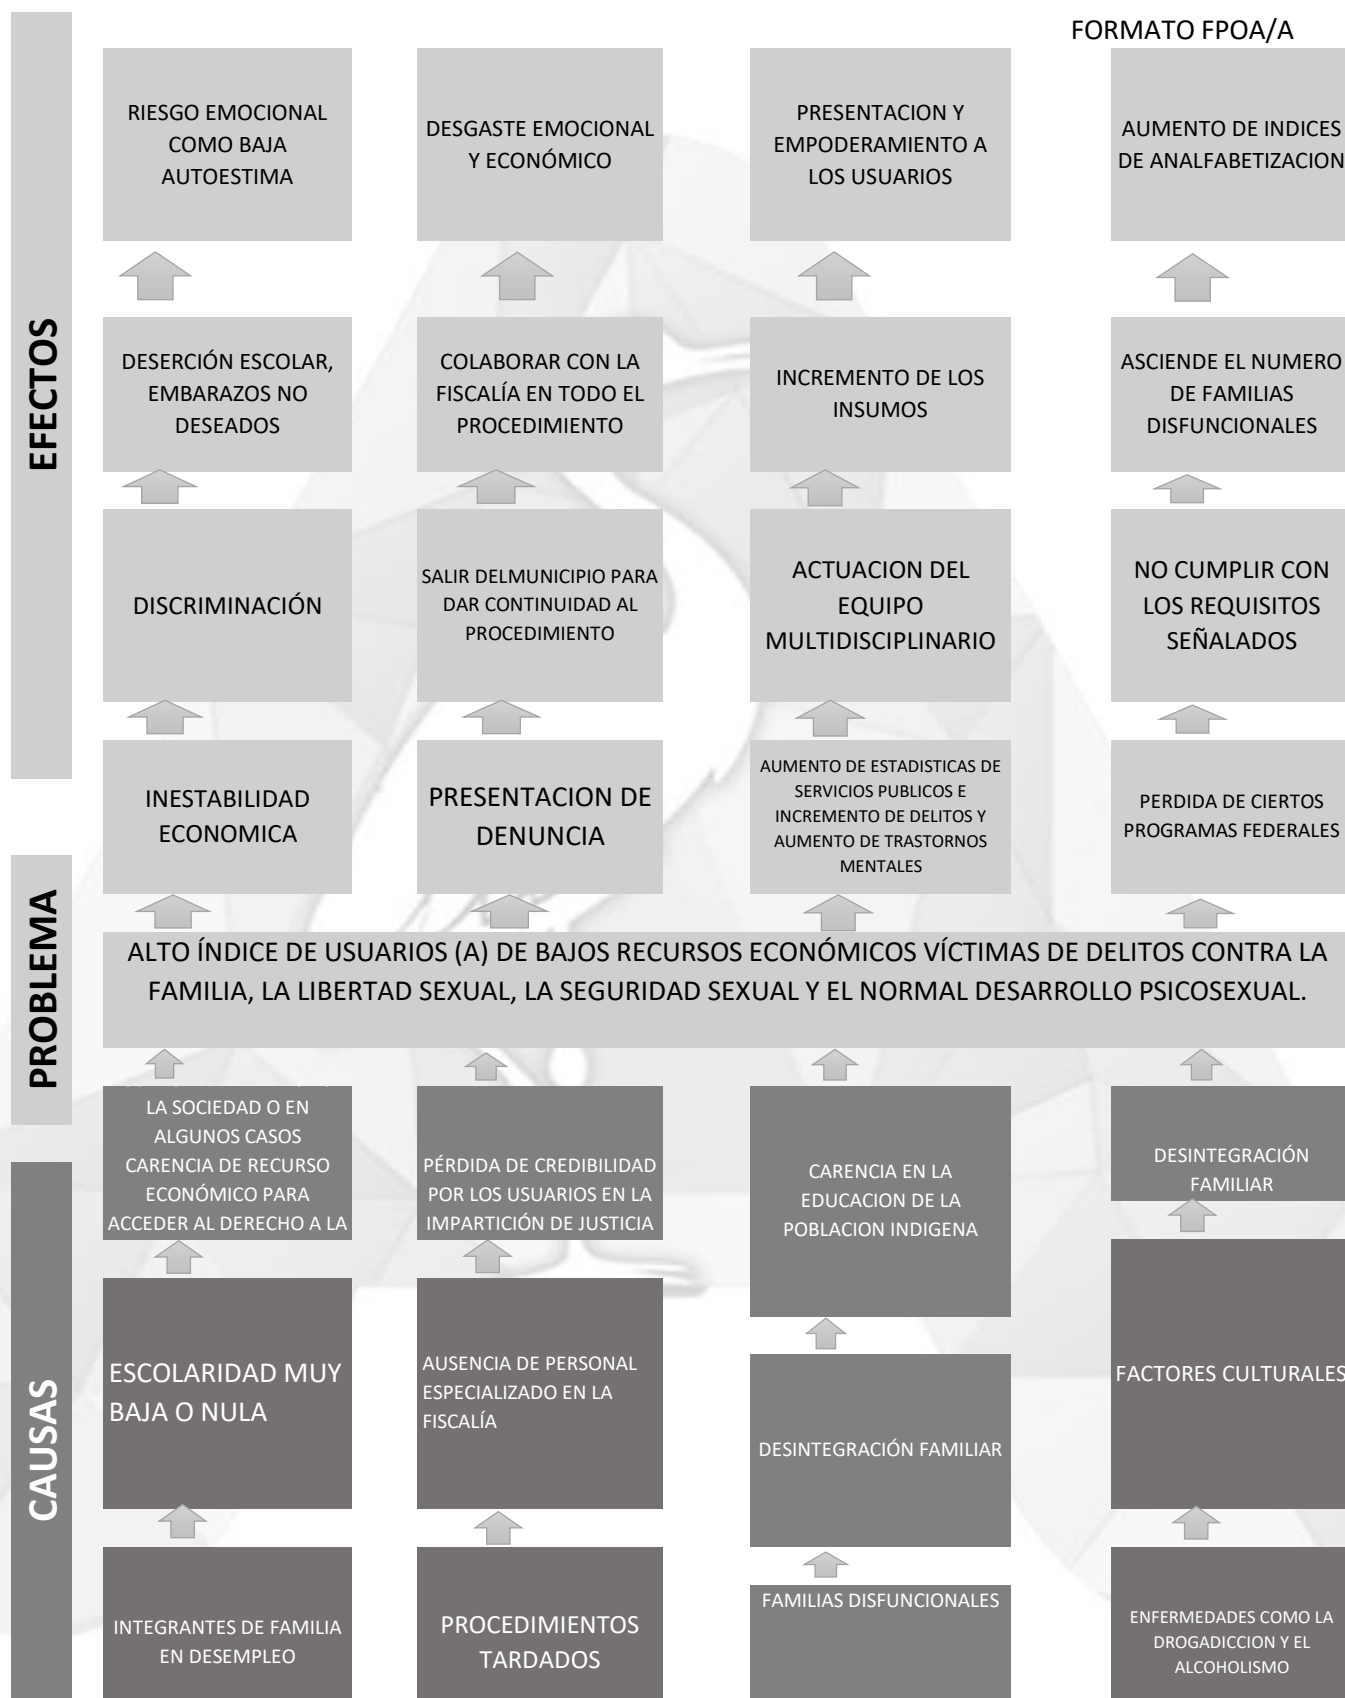 FORMATO FPOA/A
EFECTOS
RIESGO EMOCIONAL
COMO BAJA
AUTOESTIMA
DESGASTE EMOCIONAL
Y ECONÓMICO
PRESENTACION Y
EMPODERAMIENTO A
LOS USUARIOS
AUMENTO DE INDICES
DE ANALFABETIZACION
DESERCIÓN ESCOLAR,
EMBARAZOS NO
DESEADOS
COLABORAR CON LA
FISCALÍA EN TODO EL
PROCEDIMIENTO
INCREMENTO DE LOS
INSUMOS
ASCIENDE EL NUMERO
DE FAMILIAS
DISFUNCIONALES
DISCRIMINACIÓN
SALIR DELMUNICIPIO PARA
DAR CONTINUIDAD AL
PROCEDIMIENTO
ACTUACION DEL
EQUIPO
MULTIDISCIPLINARIO
NO CUMPLIR CON
LOS REQUISITOS
SEÑALADOS
INESTABILIDAD
ECONOMICA
PRESENTACION DE
DENUNCIA
AUMENTO DE ESTADISTICAS DE
SERVICIOS PUBLICOS E
INCREMENTO DE DELITOS Y
AUMENTO DE TRASTORNOS
MENTALES
PERDIDA DE CIERTOS
PROGRAMAS FEDERALES
PROBLEMA
ALTO ÍNDICE DE USUARIOS (A) DE BAJOS RECURSOS ECONÓMICOS VÍCTIMAS DE DELITOS CONTRA LA
FAMILIA, LA LIBERTAD SEXUAL, LA SEGURIDAD SEXUAL Y EL NORMAL DESARROLLO PSICOSEXUAL.
CAUSAS
LA SOCIEDAD O EN
ALGUNOS CASOS
CARENCIA DE RECURSO
ECONÓMICO PARA
ACCEDER AL DERECHO A LA
PÉRDIDA DE CREDIBILIDAD
POR LOS USUARIOS EN LA
IMPARTICIÓN DE JUSTICIA
CARENCIA EN LA
EDUCACION DE LA
POBLACION INDIGENA
DESINTEGRACIÓN
FAMILIAR
ESCOLARIDAD MUY
BAJA O NULA
AUSENCIA DE PERSONAL
ESPECIALIZADO EN LA
FISCALÍA
DESINTEGRACIÓN FAMILIAR
FACTORES CULTURALES
INTEGRANTES DE FAMILIA
EN DESEMPLEO
PROCEDIMIENTOS
TARDADOS
FAMILIAS DISFUNCIONALES
ENFERMEDADES COMO LA
DROGADICCION Y EL
ALCOHOLISMO